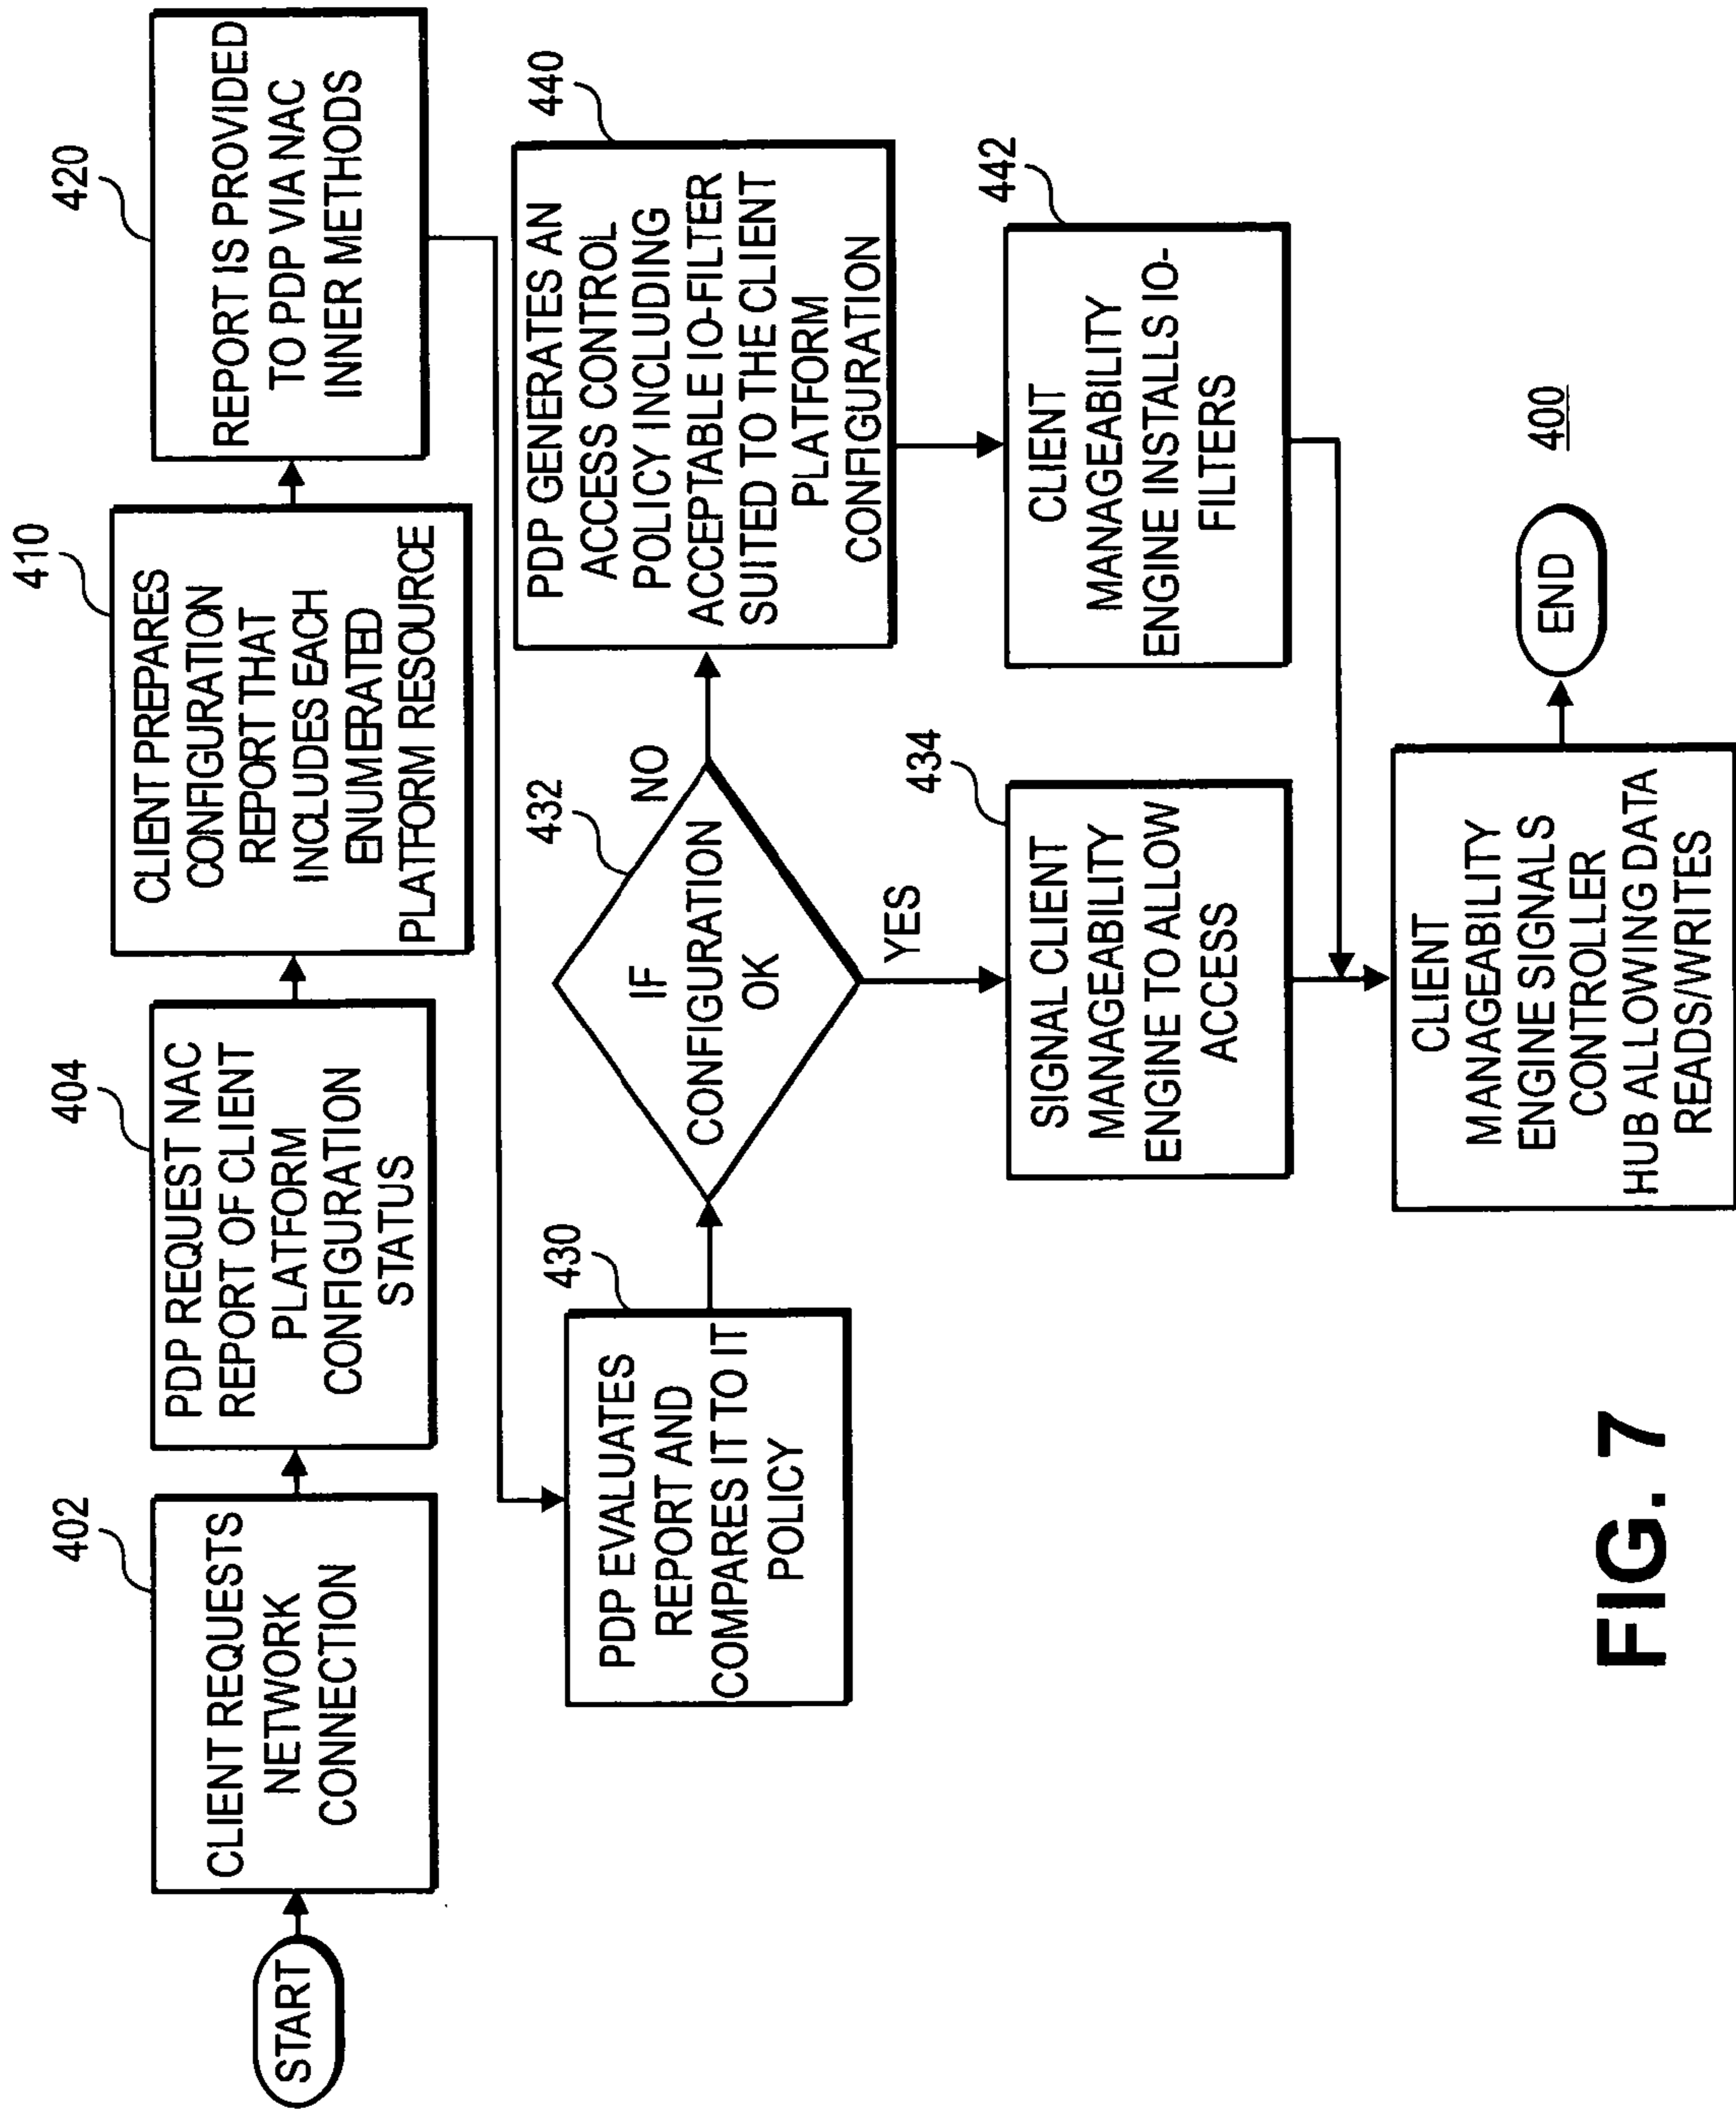 START
402
CLIENT REQUESTS
NETWORK
CONNECTION
404
PDP REQUEST NAC
REPORT OF CLIENT
PLATFORM
CONFIGURATION
STATUS
410
CLIENT PREPARES
CONFIGURATION
REPORT THAT
INCLUDES EACH
ENUMERATED
PLATFORM RESOURCE
420
REPORT IS PROVIDED
TO PDP VIA NAC
INNER METHODS
430
PDP EVALUATES
REPORT AND
COMPARES IT TO IT
POLICY
432
IF
CONFIGURATION
OK
NO
YES
440
PDP GENERATES AN
ACCESS CONTROL
POLICY INCLUDING
ACCEPTABLE IO-FILTER
SUITED TO THE CLIENT
PLATFORM
CONFIGURATION
434
SIGNAL CLIENT
MANAGEABILITY
ENGINE TO ALLOW
ACCESS
442
CLIENT
MANAGEABILITY
ENGINE INSTALLS IO-
FILTERS
CLIENT
MANAGEABILITY
ENGINE SIGNALS
CONTROLLER
HUB ALLOWING DATA
READS/WRITES
END
400
FIG. 7